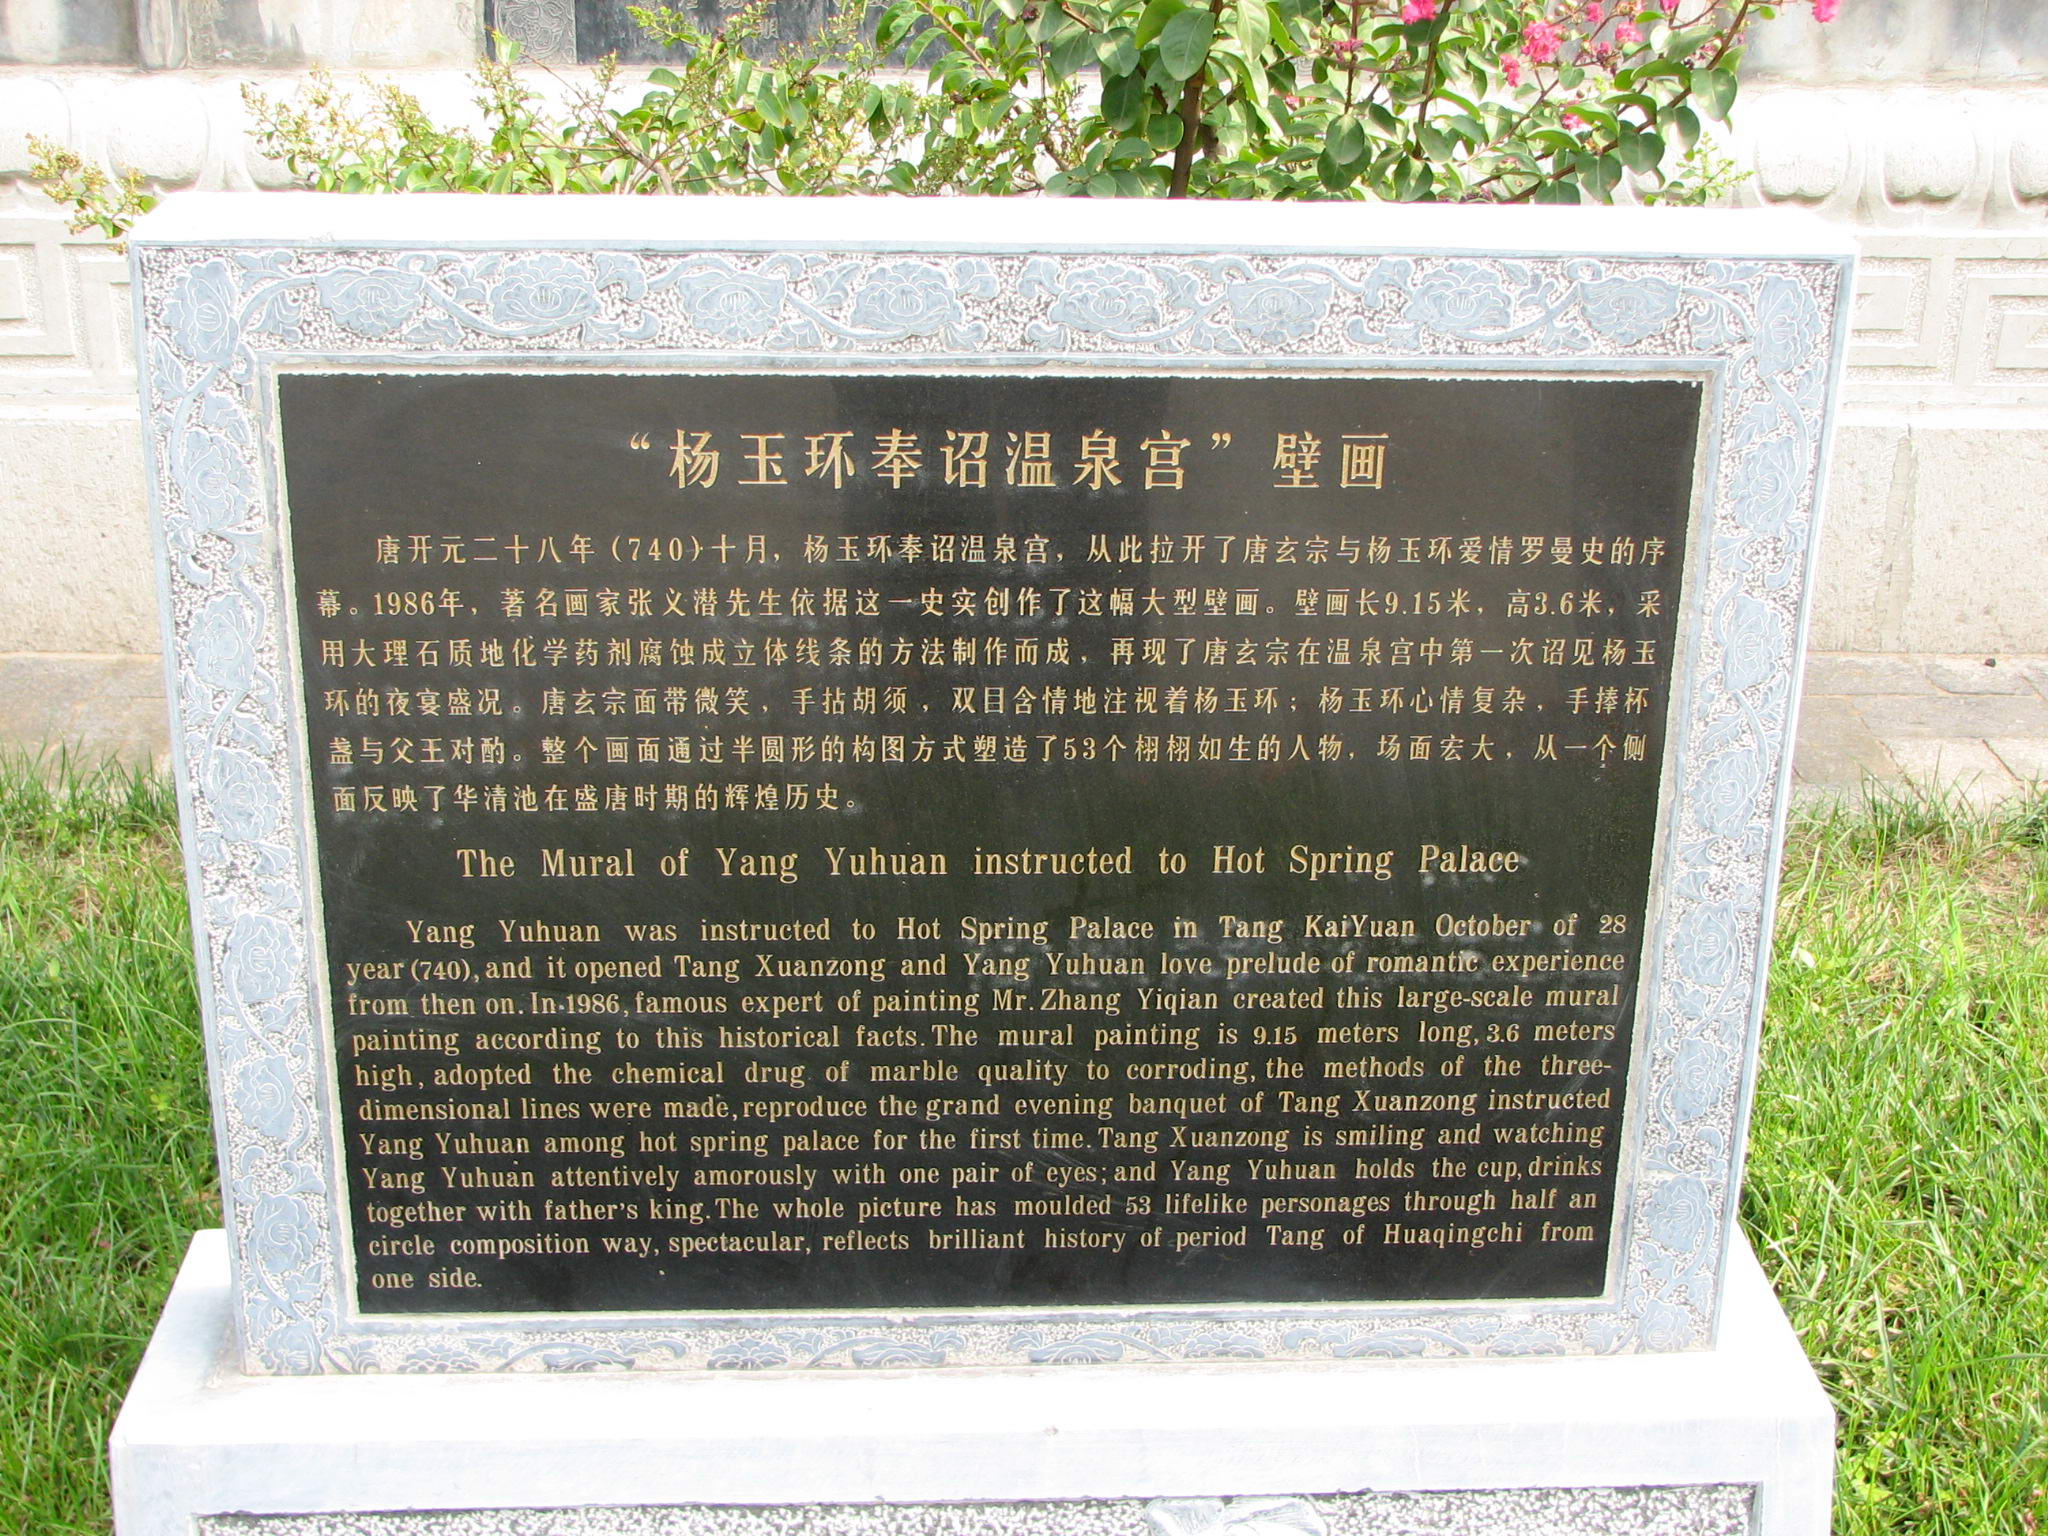 “杨玉环奉诏温泉宫”壁画
唐开元二十八年（740）十月，杨玉环奉诏温泉宫，从此拉开了唐玄宗与杨玉环爱情罗曼史的序
幕。1986年，著名画家张义潜先生依据这一史实创作了这幅大型壁画。壁画长9.15米，高3.6米，采
用大理石质地化学药剂腐蚀成立体线条的方法制作而成，再现了唐玄宗在温泉宫中第一次诏见杨玉
环的夜宴盛况。唐玄宗面带微笑，手拈胡须，双目含情地注视着杨玉环；杨玉环心情复杂，手捧杯
盏与父王对酌。整个画面通过半圆形的构图方式塑造了53个栩栩如生的人物，场面宏大，从一个侧
面反映了华清池在盛唐时期的辉煌历史。
The Mural of Yang Yuhuan instructed to Hot Spring Palace
Yang Yuhuan was instructed to Hot Spring Palace in Tang KaiYuan October of 28
year (740), and it opened Tang Xuanzong and Yang Yuhuan love prelude of romantic experience
from then on. In 1986, famous expert of painting Mr. Zhang Yiqian created this large-scale mural
painting according to this historical facts. The mural painting is 9.15 meters long, 3.6 meters
high, adopted the chemical drug of marble quality to corroding, the methods of the three-
dimensional lines were made, reproduce the grand evening banquet of Tang Xuanzong instructed
Yang Yuhuan among hot spring palace for the first time. Tang Xuanzong is smiling and watching
Yang Yuhuan attentively amorously with one pair of eyes; and Yang Yuhuan holds the cup, drinks
together with father's king. The whole picture has moulded 53 lifelike personages through half an
circle composition way, spectacular, reflects brilliant history of period Tang of Huaqingchi from
one side.